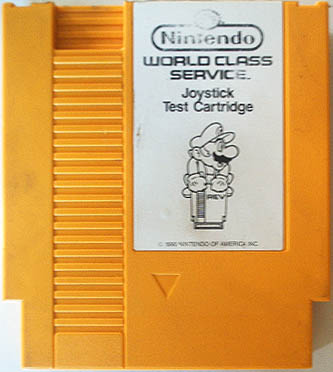 Nintendo
WORLD CLASS
SERVICE
Joystick
Test Cartridge
REV
© 1990 NINTENDO OF AMERICA INC.